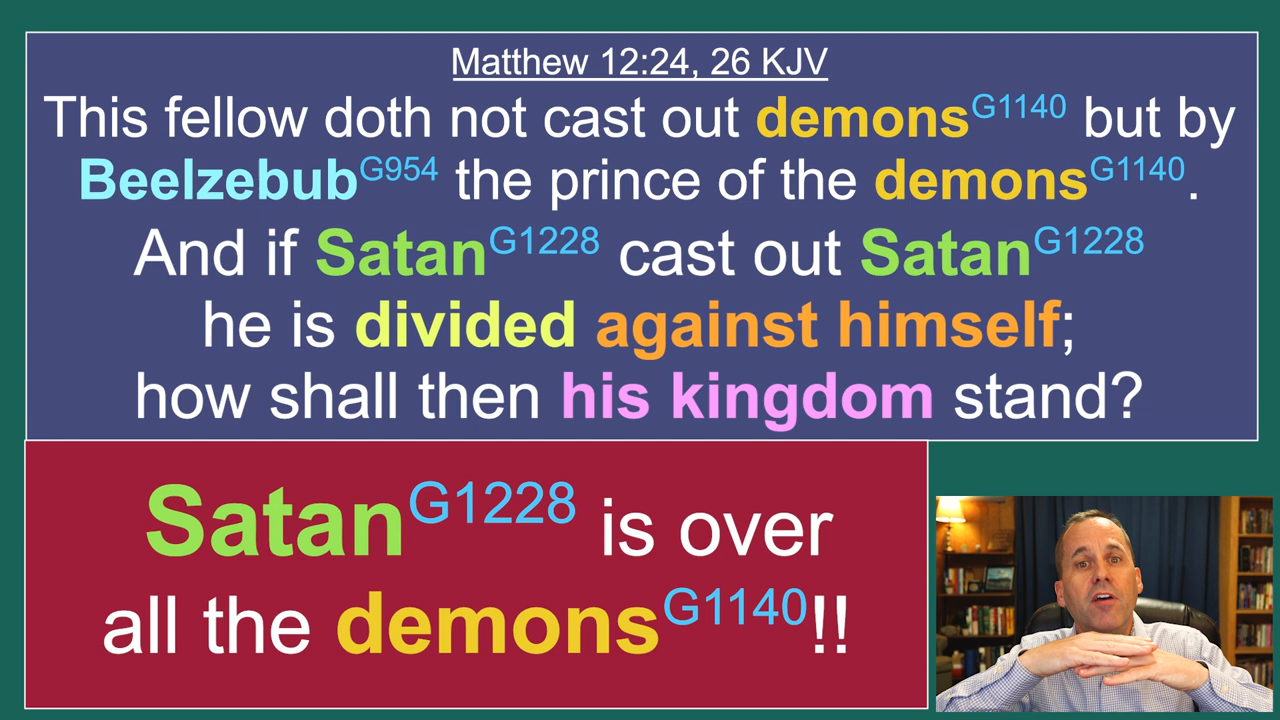 Matthew 12:24, 26 KJV
This fellow doth not cast out demonsG1140 but by
BeelzebubG954 the prince of the demonsG1140.
And if SatanG1228 cast out SatanG1228
he is divided against himself;
how shall then his kingdom stand?
SatanG1228 is over
all the demonsG1140!!